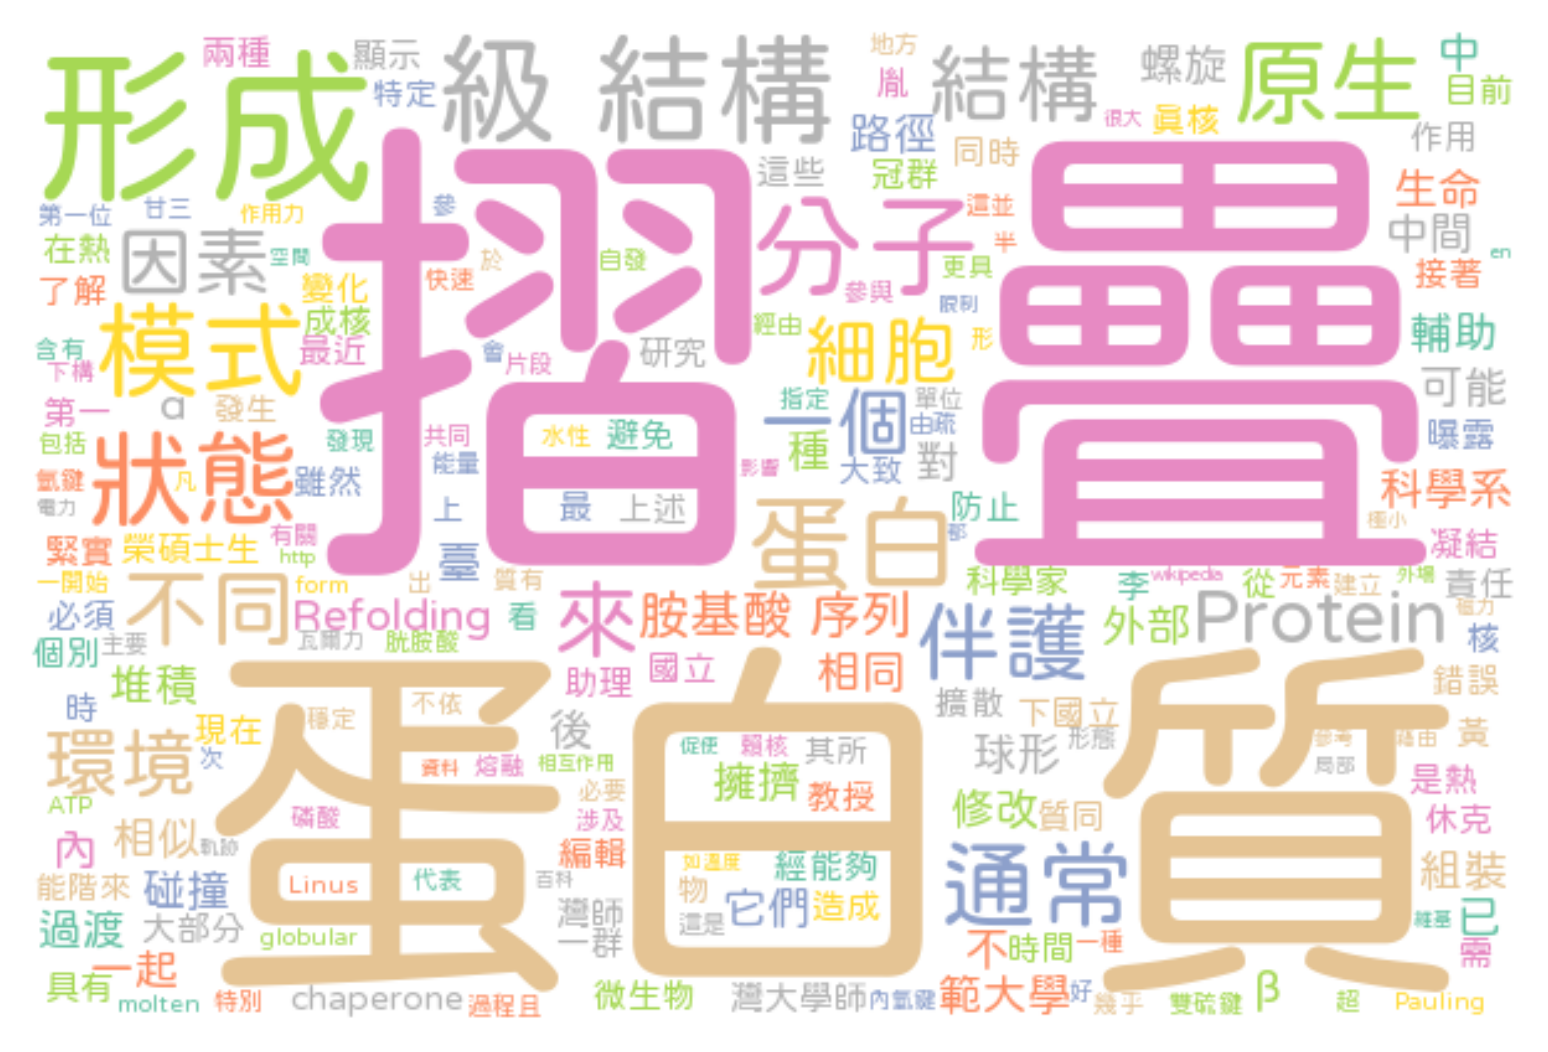 兩種
顯示
級 結構
地方
結構
螺旋
原生
中
形成
特定
胤
目前
很大
眞核
路徑
同時
作用
這些
冠群
摺疊
生命
第一位
甘三
作用力
參
分子
這並
中間
在熱
因素
空間
於
自發
半
en
更具
了解
變化
快速
參與
限制
接著
模式
成核
經由
細胞
形
輔助
含有
最近
會
片段
研究
下構
可能
第一
a
發生
指定
一個
單位
包括
發現
共同
水性
避免
由疏
曝露
種
對
狀態
能量
影響
大致
氫鍵
凡
雖然
科學系
電力
上
最
上述
蛋白
防止
極小
有關
都
緊實
榮碩士生
http
臺
凝結
一開始
不同
form
出
質有
科學家
李
wikipedia
從
元素
建立
外場
責任
必須
Refolding
看
來
胺基酸 序列
伴護
外部
Protein
磁力
核
個別
主要
瓦爾力
胱胺酸
堆積
助理
國立
相同
錯誤
時
穩定
不依
擴散
下國立
現在
後
形態
黃
環境
次
蛋白質
促使
賴核
其所
球形
參考
藉由
局部
資料
熔融
相互作用
擁擠
是熱
ATP
必要
教授
磷酸
涉及
修改
質同
休克
內
相似
軌跡
編輯
如溫度
經能夠
組裝
能階來
碰撞
Linus
代表
百科
物
它們
造成
通常
過渡
大部分
灣師
這是
維基
已
globular
一群
不
時間
一種
需
一起
具有
molten
特別
chaperone
過程且
微生物
灣大學師
內氫鍵
範大學
好
幾乎
雙硫鍵
β
超
Pauling